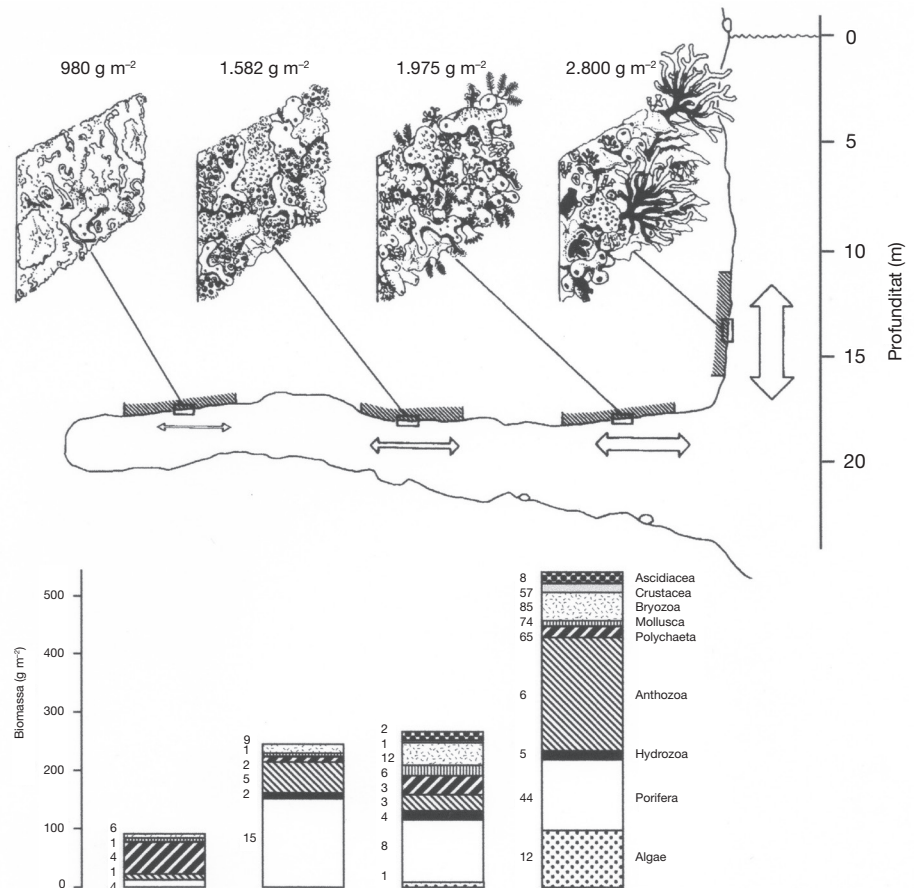 980 g m⁻²
1.582 g m⁻²
1.975 g m⁻²
2.800 g m⁻²
0
5
10
15
20
Profunditat (m)
Biomassa (g m⁻²)
500
400
300
200
100
0
6
1
4
1
4
9
1
2
5
2
15
2
1
12
6
3
3
4
8
1
8 Ascidiacea
57 Crustacea
85 Bryozoa
74 Mollusca
65 Polychaeta
6 Anthozoa
5 Hydrozoa
44 Porifera
12 Algae